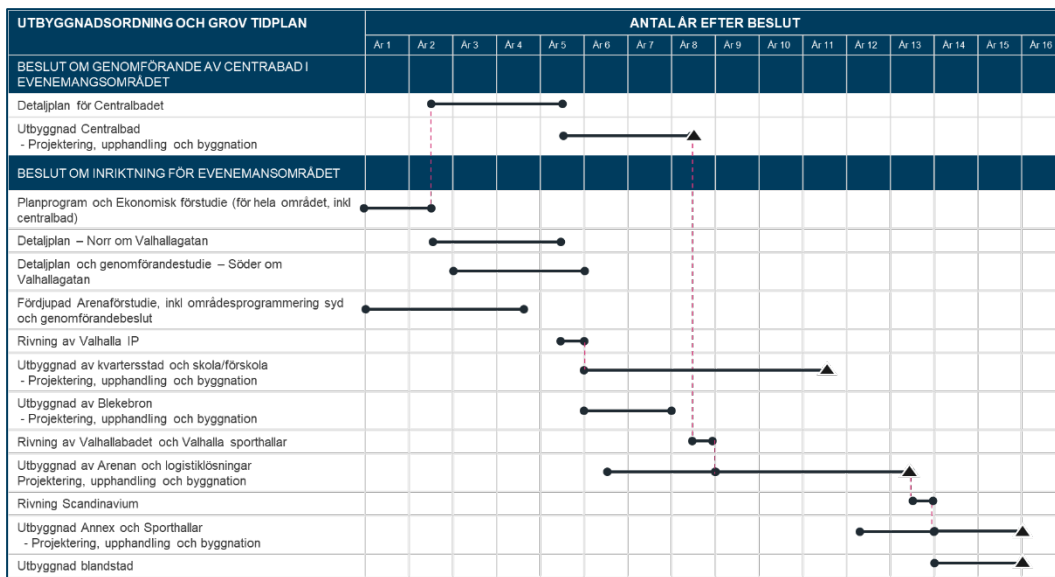 UTBYGGNADSORDNING OCH GROV TIDPLAN
ANTAL ÅR EFTER BESLUT
År 1 År 2 År 3 År 4 År 5 År 6 År 7 År 8 År 9 År 10 År 11 År 12 År 13 År 14 År 15 År 16
BESLUT OM GENOMFÖRANDE AV CENTRABAD I
EVENEMANGSOMRÅDET
Detaljplan för Centralbadet
Utbyggnad Centralbad
- Projektering, upphandling och byggnation
BESLUT OM INRIKTNING FÖR EVENEMANSOMRÅDET
Planprogram och Ekonomisk förstudie (för hela området, inkl
centralbad)
Detaljplan – Norr om Valhallagatan
Detaljplan och genomförandestudie – Söder om
Valhallagatan
Fördjupad Arenaförstudie, inkl områdesprogrammering syd
och genomförandebeslut
Rivning av Valhalla IP
Utbyggnad av kvartersstad och skola/förskola
- Projektering, upphandling och byggnation
Utbyggnad av Blekebron
- Projektering, upphandling och byggnation
Rivning av Valhallabadet och Valhalla sporthallar
Utbyggnad av Arenan och logistiklösningar
Projektering, upphandling och byggnation
Rivning Scandinavium
Utbyggnad Annex och Sporthallar
- Projektering, upphandling och byggnation
Utbyggnad blandstad